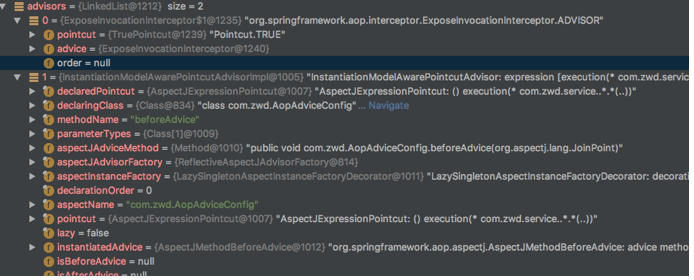 advisors = {LinkedList@1212} size = 2
0 = {ExposeInvocationInterceptor$1@1235} "org.springframework.aop.interceptor.ExposeInvocationInterceptor.ADVISOR"
pointcut = {TruePointcut@1239} "Pointcut.TRUE"
advice = {ExposeInvocationInterceptor@1240}
order = null
1 = {InstantiationModelAwarePointcutAdvisorImpl@1005} "InstantiationModelAwarePointcutAdvisor: expression [execution(* com.zwd.service
declaredPointcut = {AspectJExpressionPointcut@1007} "AspectJExpressionPointcut: () execution(* com.zwd.service..*.*(..))"
declaringClass = {Class@834} "class com.zwd.AopAdviceConfig"... Navigate
methodName = "beforeAdvice"
parameterTypes = {Class[1]@1009}
aspectJAdviceMethod = {Method@1010} "public void com.zwd.AopAdviceConfig.beforeAdvice(org.aspectj.lang.JoinPoint)"
aspectJAdvisorFactory = {ReflectiveAspectJAdvisorFactory@814}
aspectInstanceFactory = {LazySingletonAspectInstanceFactoryDecorator@1011} "LazySingletonAspectInstanceFactoryDecorator: decorati
declarationOrder = 0
aspectName = "com.zwd.AopAdviceConfig"
pointcut = {AspectJExpressionPointcut@1007} "AspectJExpressionPointcut: () execution(* com.zwd.service..*.*(..))"
lazy = false
instantiatedAdvice = {AspectJMethodBeforeAdvice@1012} "org.springframework.aop.aspectj.AspectJMethodBeforeAdvice: advice metho
isBeforeAdvice = null
isAfterAdvice = null